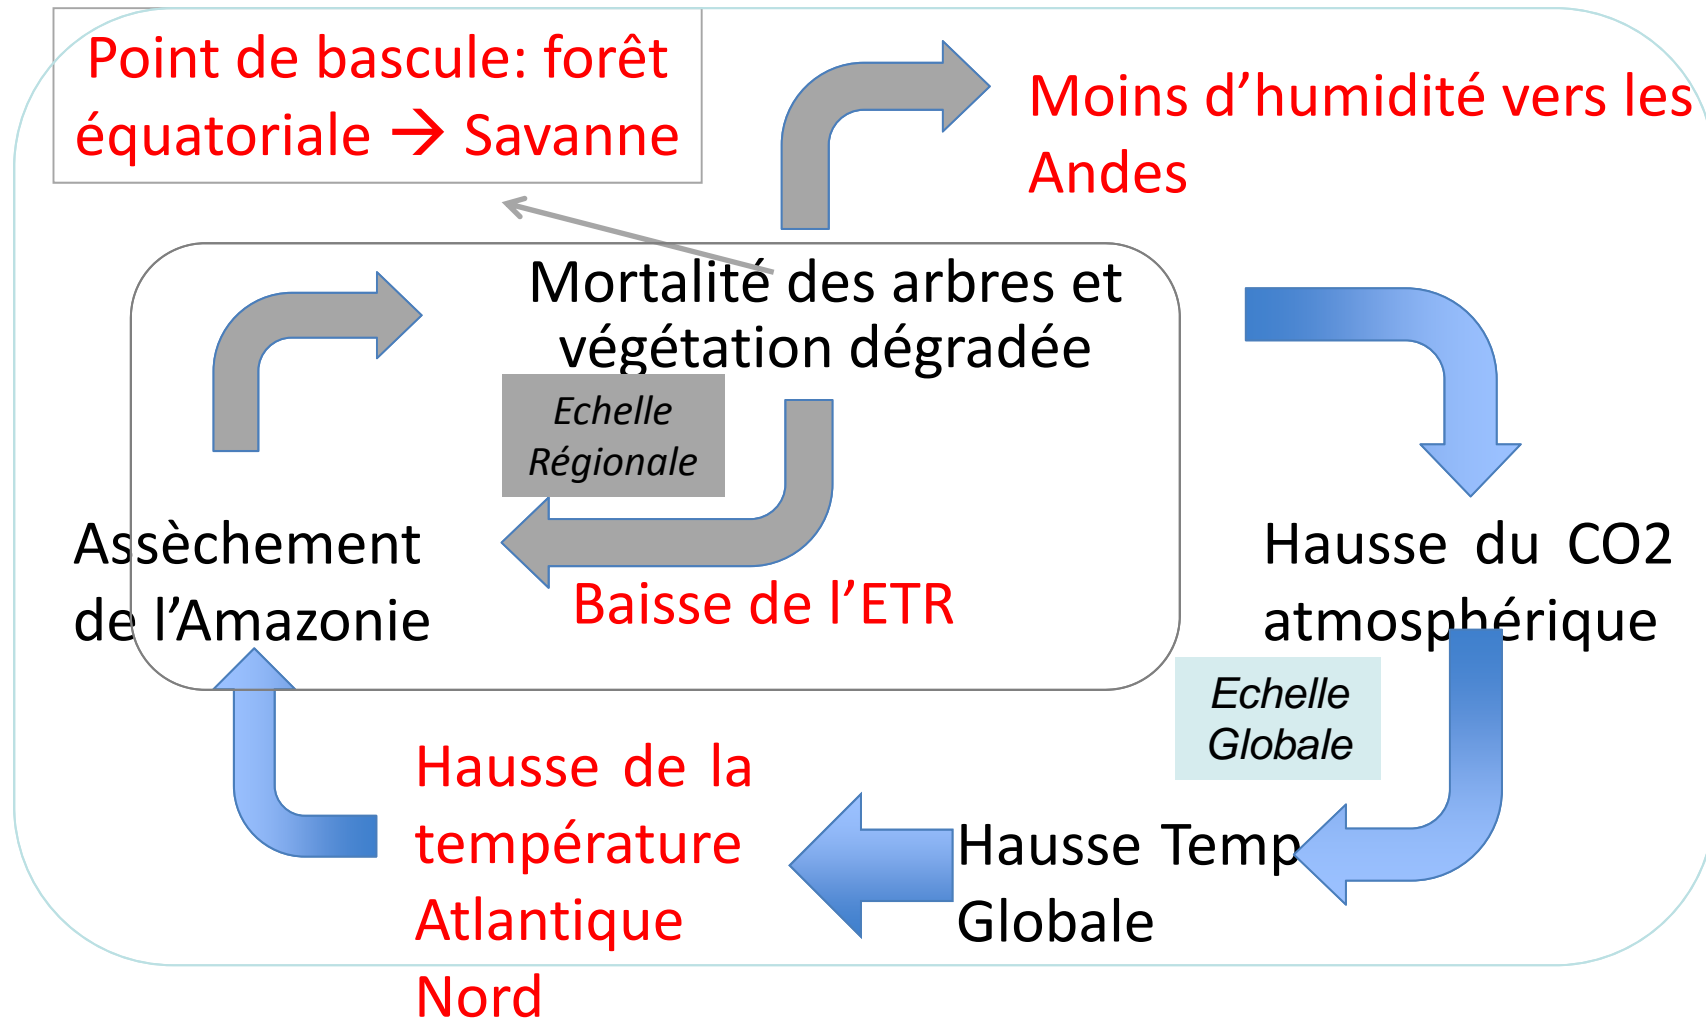 Point de bascule: forêt
équatoriale → Savanne
Moins d’humidité vers les
Andes
Mortalité des arbres et
végétation dégradée
Echelle
Régionale
Assèchement
de l’Amazonie
Baisse de l’ETR
Hausse du CO2
atmosphérique
Echelle
Globale
Hausse de la
température
Atlantique
Nord
Hausse Temp
Globale